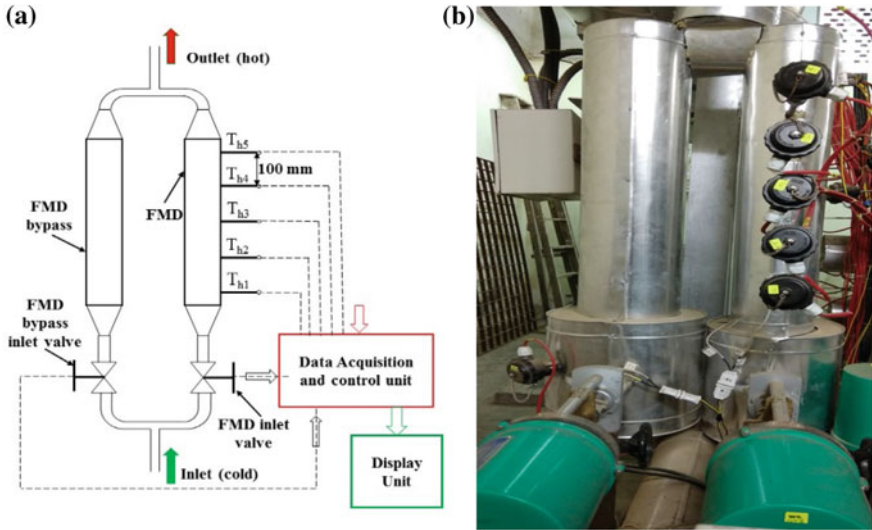 (a)
Outlet (hot)
Th5
100 mm
Th4
FMD
FMD
bypass
Th3
Th2
Th1
FMD
bypass
inlet valve
Data Acquisition
and control unit
FMD inlet
valve
Inlet (cold)
Display
Unit
(b)